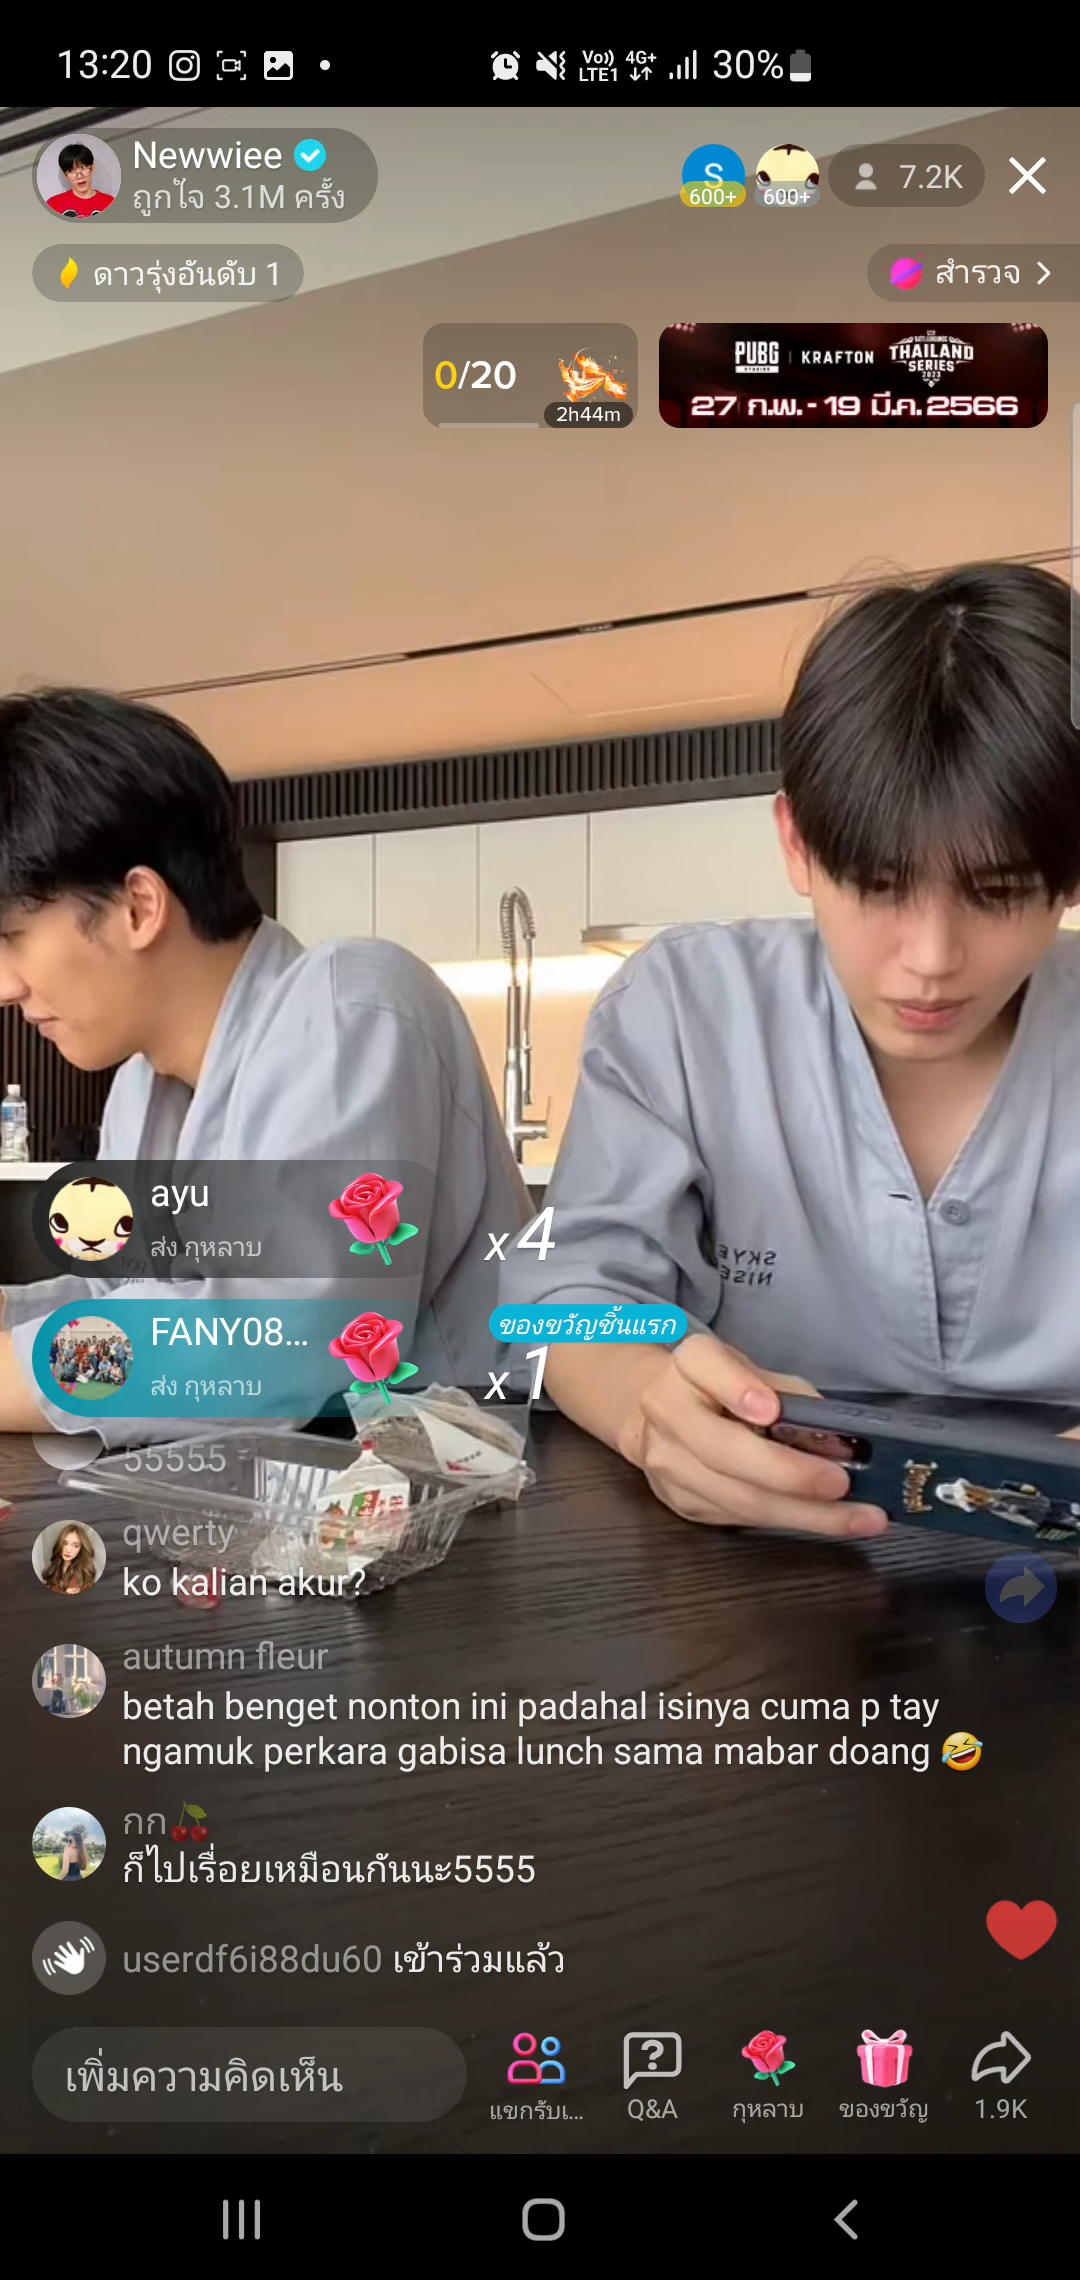 13:20
Vo))
LTE1
4G+
30%
Newwiee
ถูกใจ 3.1M ครั้ง
S
600+
600+
7.2K
ดาวรุ่งอันดับ 1
สำรวจ
0/20
2h44m
PUBG
STUDIOS
KRAFTON
THAILAND
SERIES
2023
27 ก.พ. - 19 มี.ค. 2566
ayu
ส่ง กุหลาบ
x4
SKYE
NISE
FANY08...
ส่ง กุหลาบ
ของขวัญชิ้นแรก
x1
55555
qwerty
ko kalian akur?
autumn fleur
betah benget nonton ini padahal isinya cuma p tay
ngamuk perkara gabisa lunch sama mabar doang 🤣
กก🍒
ก็ไปเรื่อยเหมือนกันนะ5555
userdf6i88du60 เข้าร่วมแล้ว
เพิ่มความคิดเห็น
แขกรับเ...
Q&A
กุหลาบ
ของขวัญ
1.9K